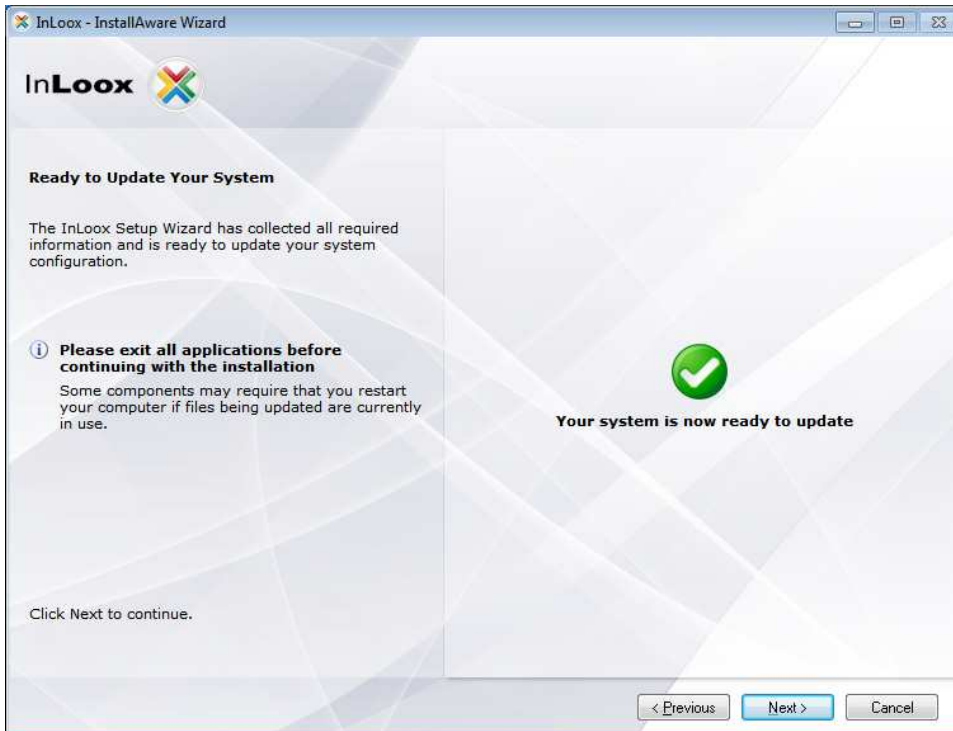 InLoox - InstallAware Wizard
InLoox
Ready to Update Your System
The InLoox Setup Wizard has collected all required
information and is ready to update your system
configuration.
Please exit all applications before
continuing with the installation
Some components may require that you restart
your computer if files being updated are currently
in use.
Your system is now ready to update
Click Next to continue.
< Previous
Next >
Cancel